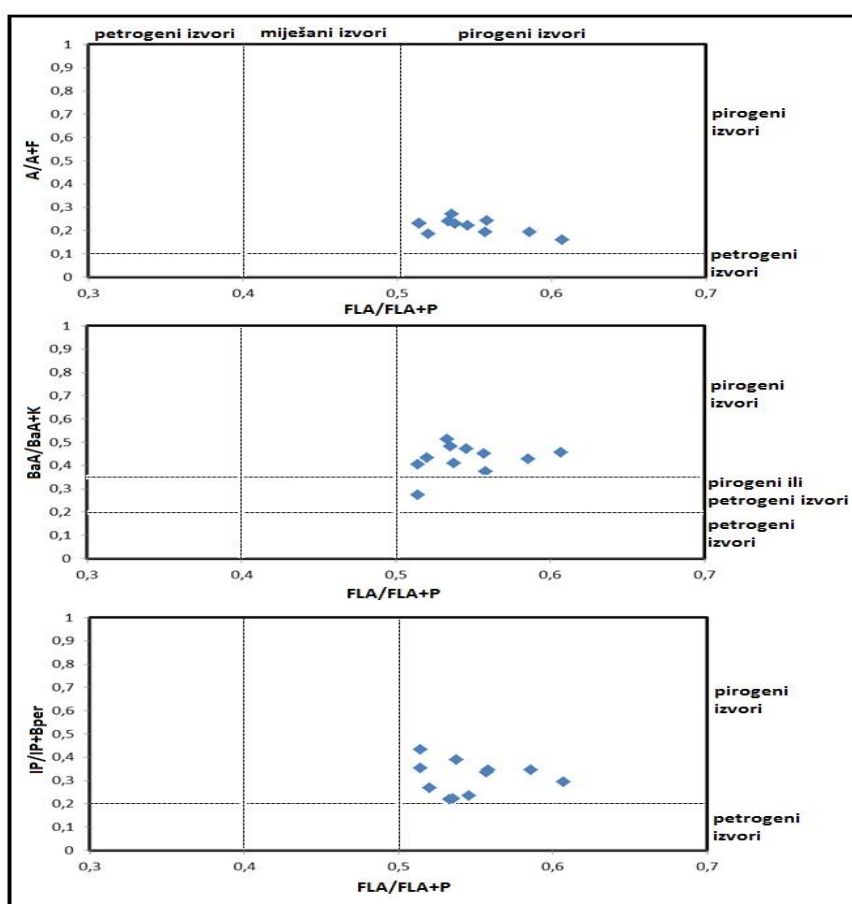 petrogeni izvori miješani izvori pirogeni izvori
1
0,9
0,8
0,7
0,6
0,5
0,4
0,3
0,2
0,1
0
A/A+F
pirogeni
izvori
petrogeni
izvori
0,3 0,4 0,5 0,6 0,7
FLA/FLA+P
1
0,9
0,8
0,7
0,6
0,5
0,4
0,3
0,2
0,1
0
BaA/BaA+K
pirogeni
izvori
pirogeni ili
petrogeni izvori
petrogeni
izvori
0,3 0,4 0,5 0,6 0,7
FLA/FLA+P
1
0,9
0,8
0,7
0,6
0,5
0,4
0,3
0,2
0,1
0
IP/IP+Bper
pirogeni
izvori
petrogeni
izvori
0,3 0,4 0,5 0,6 0,7
FLA/FLA+P